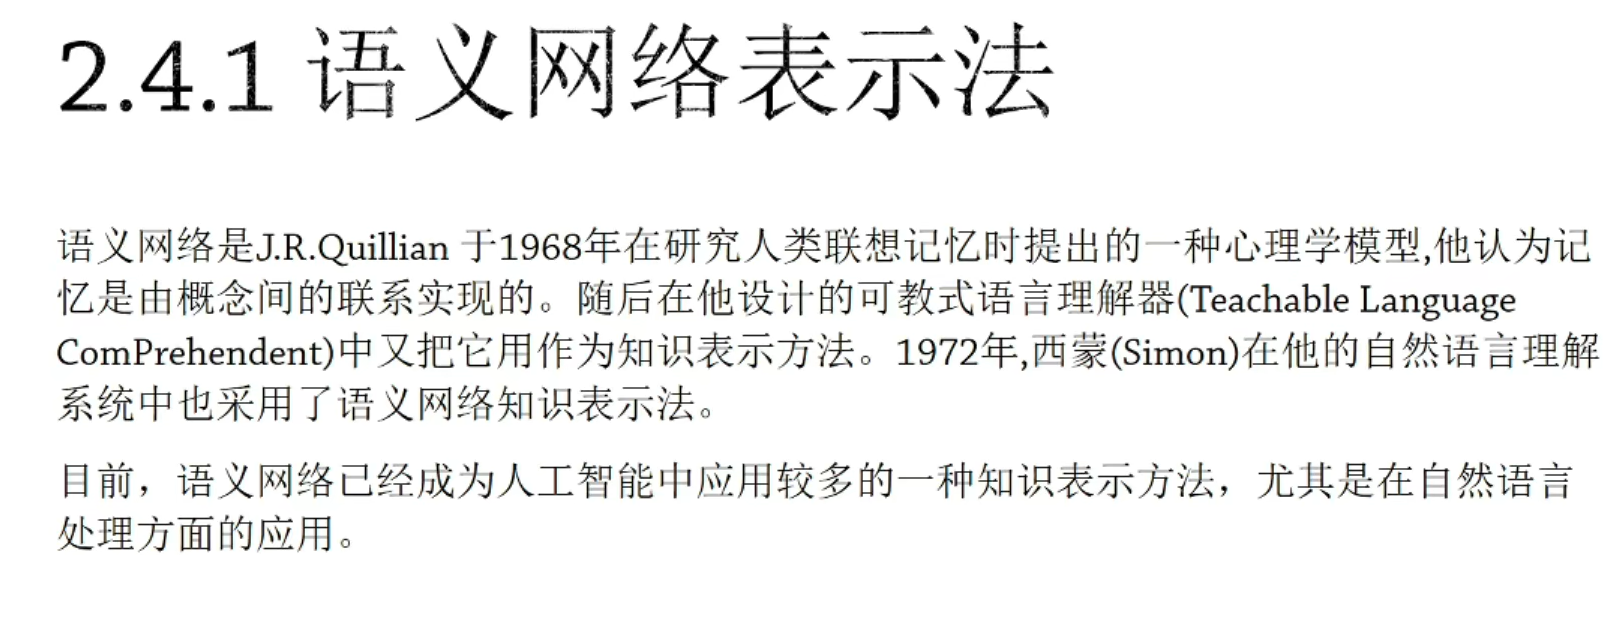 2.4.1 语义网络表示法
语义网络是J.R.Quillian 于1968年在研究人类联想记忆时提出的一种心理学模型,他认为记
忆是由概念间的联系实现的。随后在他设计的可教式语言理解器(Teachable Language
ComPrehendent)中又把它用作为知识表示方法。1972年,西蒙(Simon)在他的自然语言理解
系统中也采用了语义网络知识表示法。
目前，语义网络已经成为人工智能中应用较多的一种知识表示方法，尤其是在自然语言
处理方面的应用。